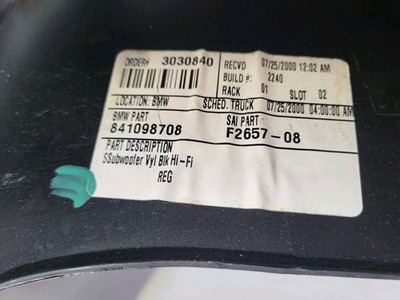 ORDER# 3030840 RECVD 07/25/2000 12:02 AM
BUILD #: 2240
RACK 01 SLOT 02
LOCATION: BMW SCHED. TRUCK 07/25/2000 04:00:00 AM
BMW PART SAI PART
841098708 F2657-08
PART DESCRIPTION
SSubwoofer Vyl Blk Hi-Fi
REG